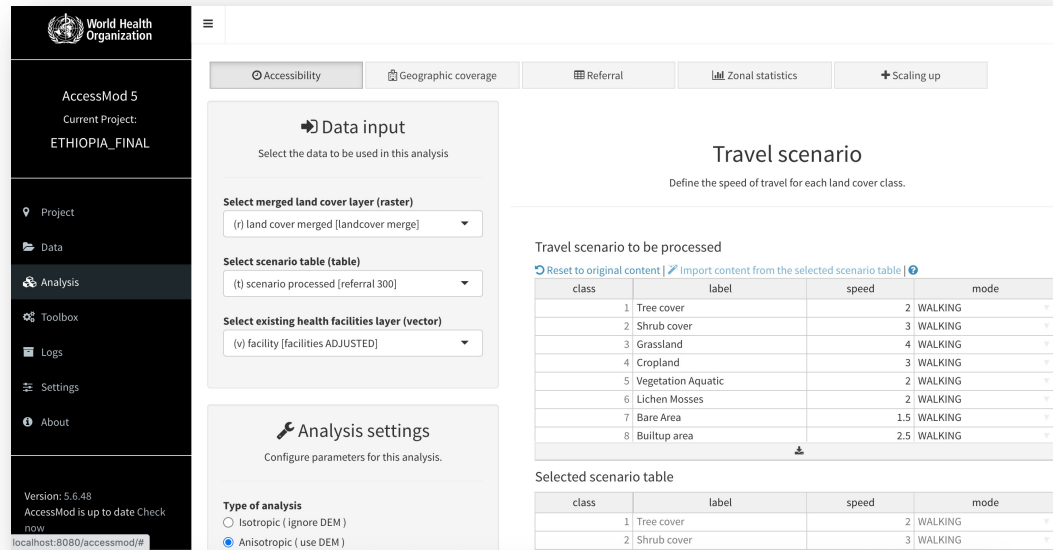 World Health
Organization
AccessMod 5
Current Project:
ETHIOPIA_FINAL
Project
Data
Analysis
Toolbox
Logs
Settings
About
Version: 5.6.48
AccessMod is up to date Check
now
localhost:8080/accessmod/#
Accessibility
Geographic coverage
Referral
Zonal statistics
Scaling up
Data input
Select the data to be used in this analysis
Select merged land cover layer (raster)
(r) land cover merged [landcover merge]
Select scenario table (table)
(t) scenario processed [referral 300]
Select existing health facilities layer (vector)
(v) facility [facilities ADJUSTED]
Analysis settings
Configure parameters for this analysis.
Type of analysis
Isotropic ( ignore DEM )
Anisotropic ( use DEM )
Travel scenario
Define the speed of travel for each land cover class.
Travel scenario to be processed
Reset to original content | Import content from the selected scenario table |
class label speed mode
1 Tree cover 2 WALKING
2 Shrub cover 3 WALKING
3 Grassland 4 WALKING
4 Cropland 3 WALKING
5 Vegetation Aquatic 2 WALKING
6 Lichen Mosses 2 WALKING
7 Bare Area 1.5 WALKING
8 Builtup area 2.5 WALKING
Selected scenario table
class label speed mode
1 Tree cover 2 WALKING
2 Shrub cover 3 WALKING